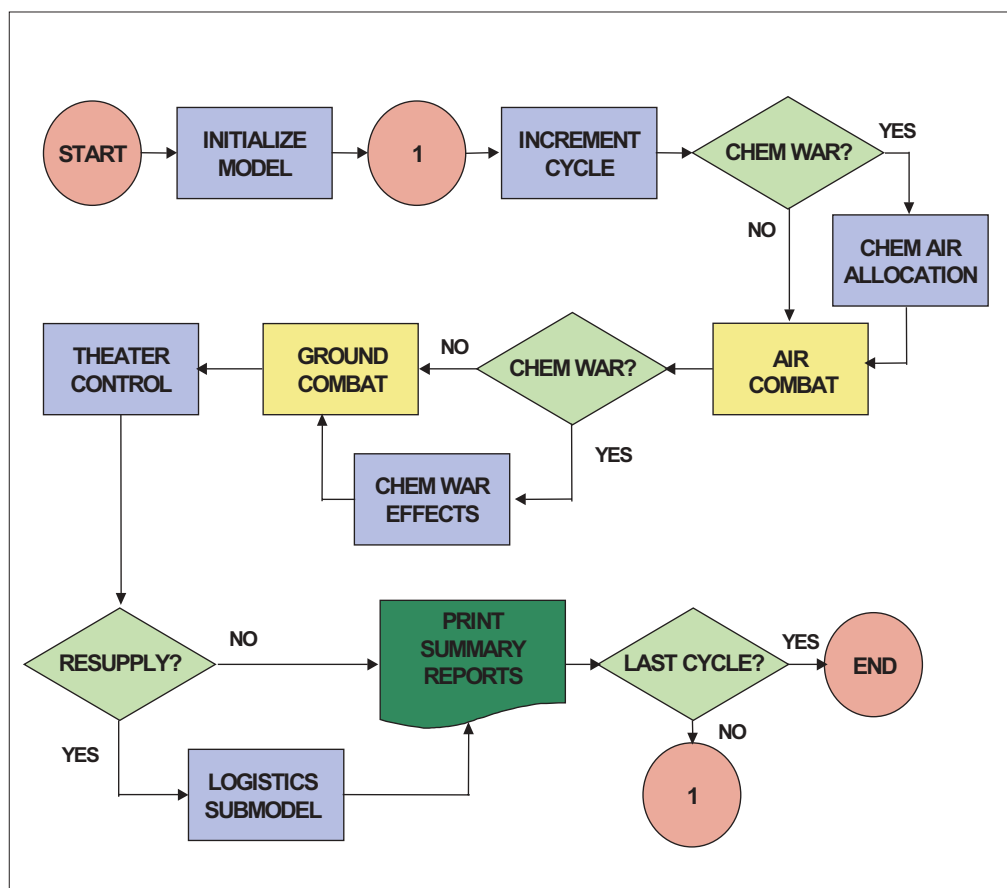 START
INITIALIZE
MODEL
1
INCREMENT
CYCLE
CHEM WAR?
YES
NO
CHEM AIR
ALLOCATION
THEATER
CONTROL
GROUND
COMBAT
NO
CHEM WAR?
AIR
COMBAT
YES
CHEM WAR
EFFECTS
RESUPPLY?
NO
PRINT
SUMMARY
REPORTS
LAST CYCLE?
YES
END
YES
LOGISTICS
SUBMODEL
NO
1